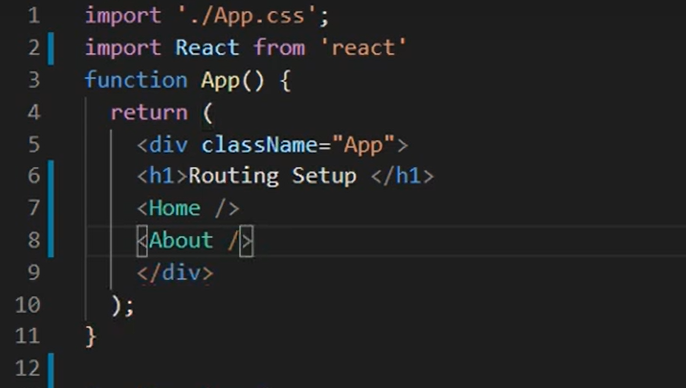 1 import './App.css';
2 import React from 'react'
3 function App() {
4 return (
5 <div className="App">
6 <h1>Routing Setup </h1>
7 <Home />
8 <About />
9 </div>
10 );
11 }
12